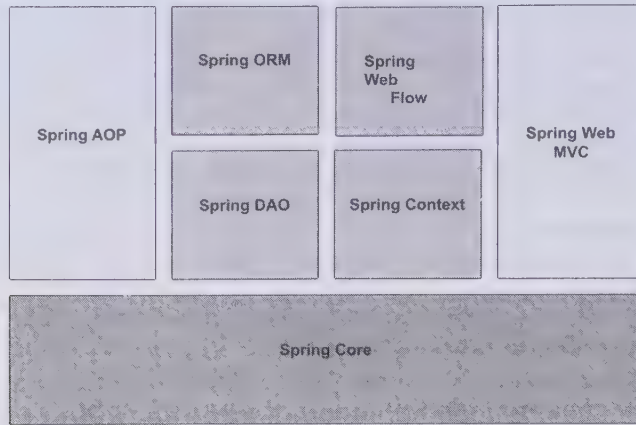 Spring ORM
Spring
Web
Flow
Spring AOP
Spring Web
MVC
Spring DAO
Spring Context
Spring Core